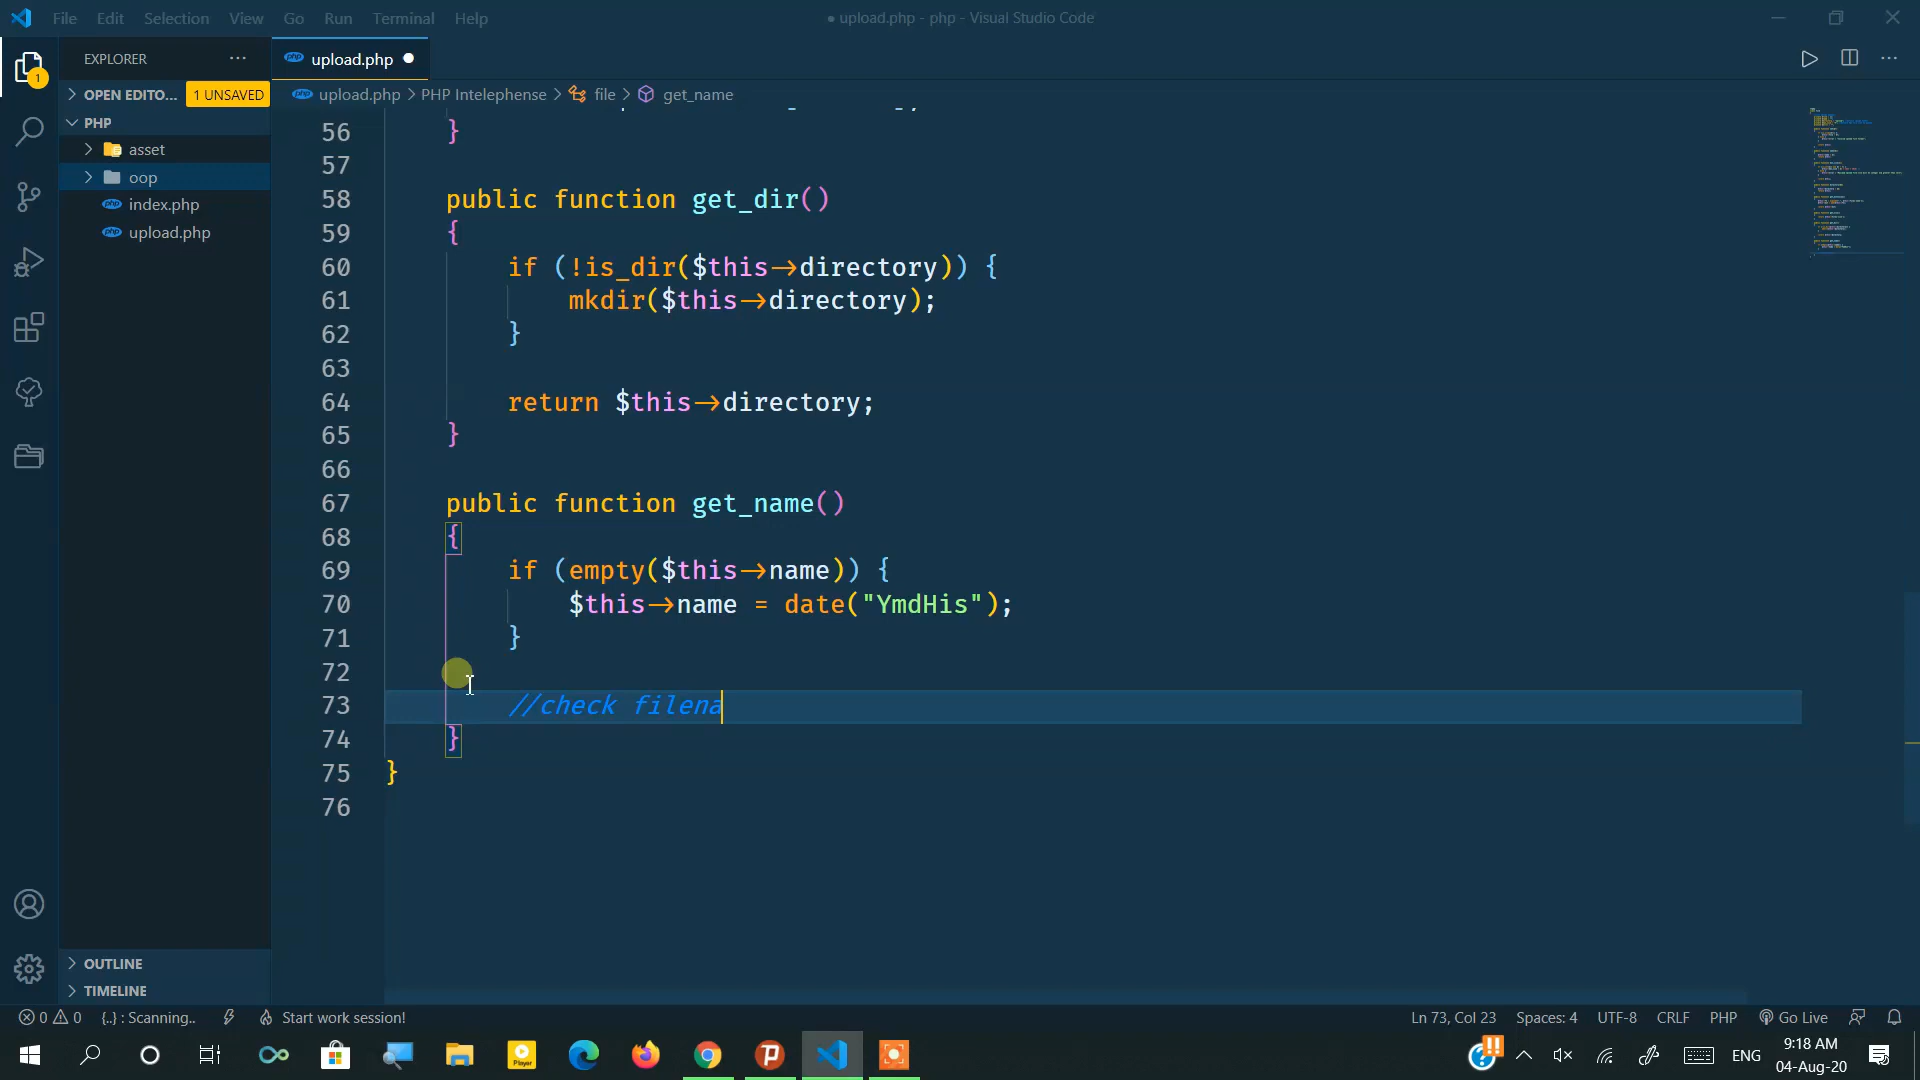 File Edit Selection View Go Run Terminal Help
● upload.php - php - Visual Studio Code
EXPLORER
OPEN EDITO... 1 UNSAVED
PHP
asset
oop
index.php
upload.php
OUTLINE
TIMELINE
1
php upload.php
php upload.php > PHP Intelephense > file > get_name
56 }
57
58 public function get_dir()
59 {
60 if (!is_dir($this->directory)) {
61 mkdir($this->directory);
62 }
63
64 return $this->directory;
65 }
66
67 public function get_name()
68 {
69 if (empty($this->name)) {
70 $this->name = date("YmdHis");
71 }
72
73 //check filena
74 }
75 }
76
0 0 {..} : Scanning.. Start work session! Ln 73, Col 23 Spaces: 4 UTF-8 CRLF PHP Go Live
Player ENG 9:18 AM
04-Aug-20